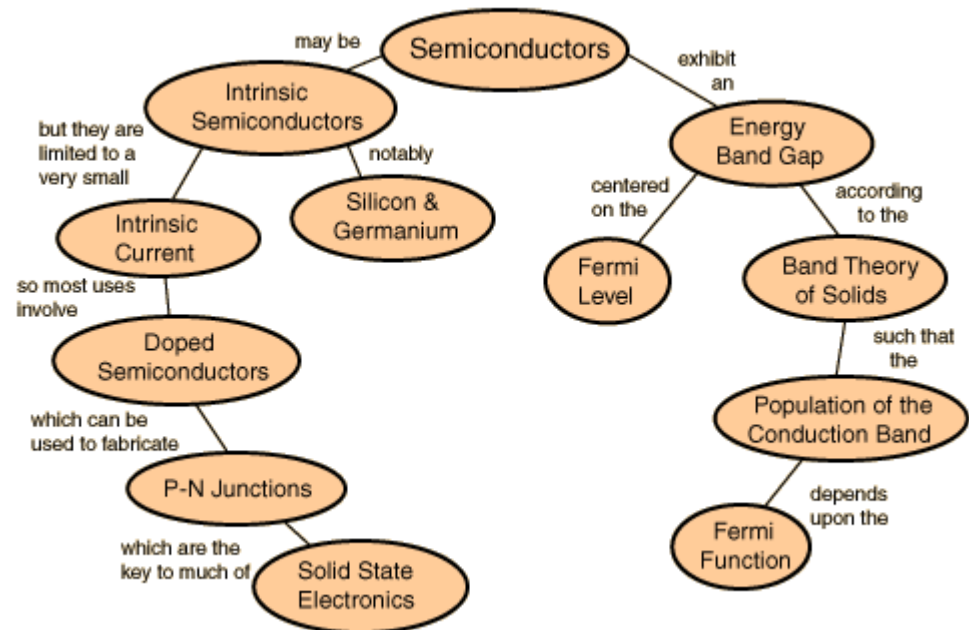 Semiconductors
may be
Intrinsic
Semiconductors
but they are
limited to a
very small
notably
Silicon &
Germanium
Intrinsic
Current
so most uses
involve
Doped
Semiconductors
which can be
used to fabricate
P-N Junctions
which are the
key to much of
Solid State
Electronics
exhibit
an
Energy
Band Gap
centered
on the
Fermi
Level
according
to the
Band Theory
of Solids
such that
the
Population of the
Conduction Band
depends
upon the
Fermi
Function